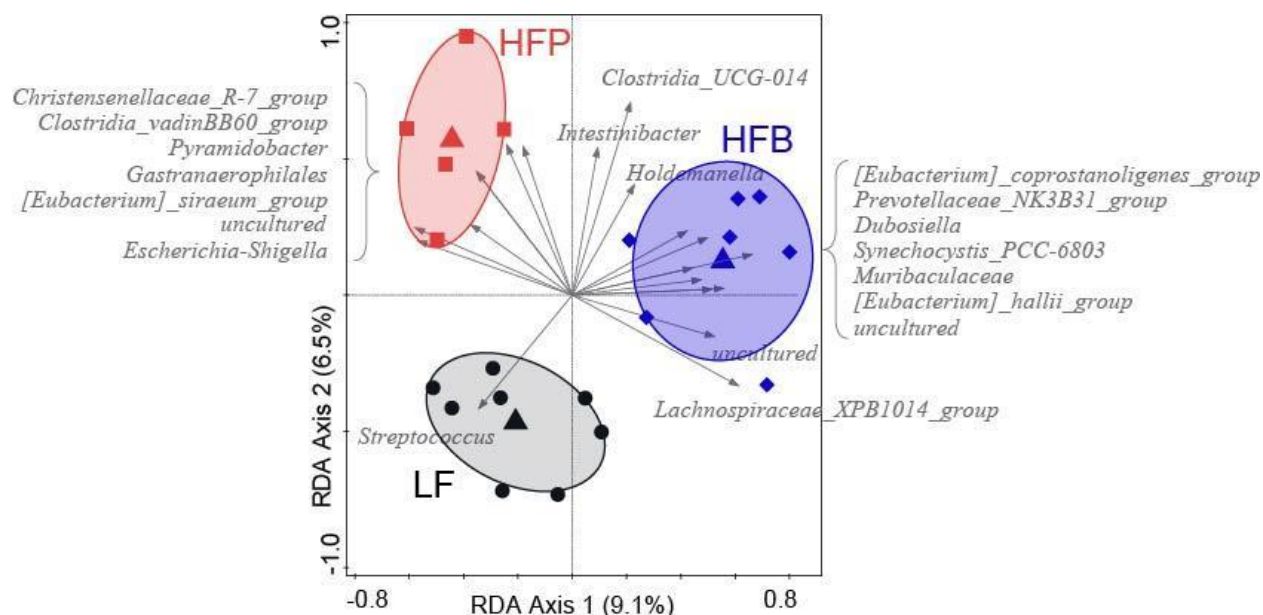 1.0
HFP
Clostridia_UCG-014
Christensenellaceae_R-7_group
Clostridia_vadinBB60_group
Pyramidobacter
Gastranaerophilales
[Eubacterium]_siraeum_group
uncultured
Escherichia-Shigella
Intestinibacter
HFB
Holdemanella
[Eubacterium]_coprostanoligenes_group
Prevotellaceae_NK3B31_group
Dubosiella
Synechocystis_PCC-6803
Muribaculaceae
[Eubacterium]_hallii_group
uncultured
uncultured
Lachnospiraceae_XPB1014_group
Streptococcus
LF
RDA Axis 2 (6.5%)
-1.0
-0.8
RDA Axis 1 (9.1%)
0.8